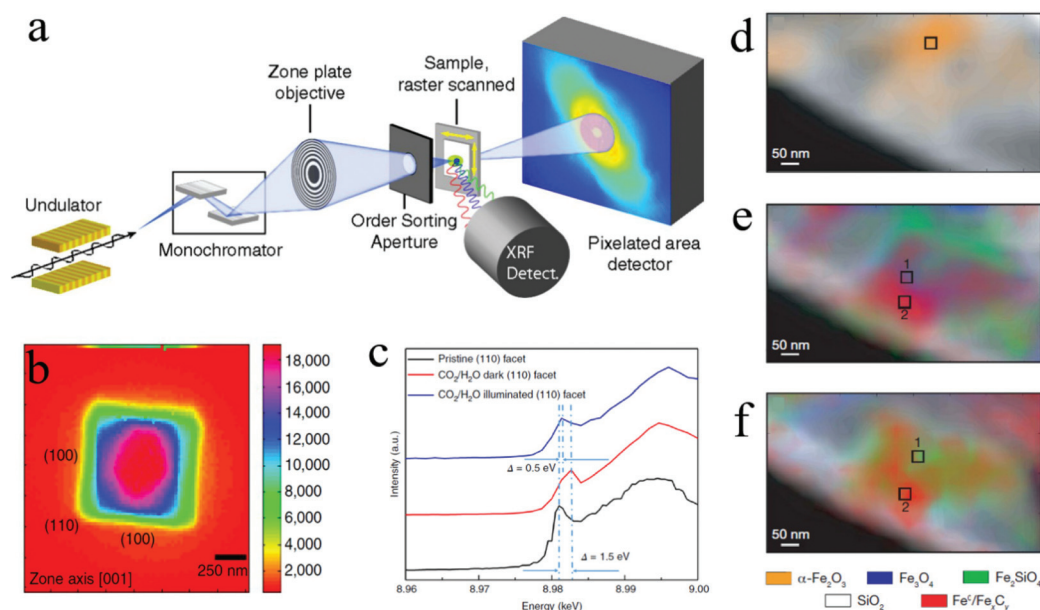 a
Undulator
Monochromator
Zone plate
objective
Order Sorting
Aperture
Sample,
raster scanned
XRF
Detect.
Pixelated area
detector
b
(100)
(110)
(100)
Zone axis [001]
250 nm
18,000
16,000
14,000
12,000
10,000
8,000
6,000
4,000
2,000
c
Pristine (110) facet
CO₂/H₂O dark (110) facet
CO₂/H₂O illuminated (110) facet
Intensity (a.u.)
Δ = 0.5 eV
Δ = 1.5 eV
8.96
8.97
8.98
8.99
9.00
Energy (keV)
d
50 nm
e
1
2
50 nm
f
1
2
50 nm
α-Fe₂O₃
Fe₃O₄
Fe₂SiO₄
SiO₂
Feᶜ/FeₓCᵧ